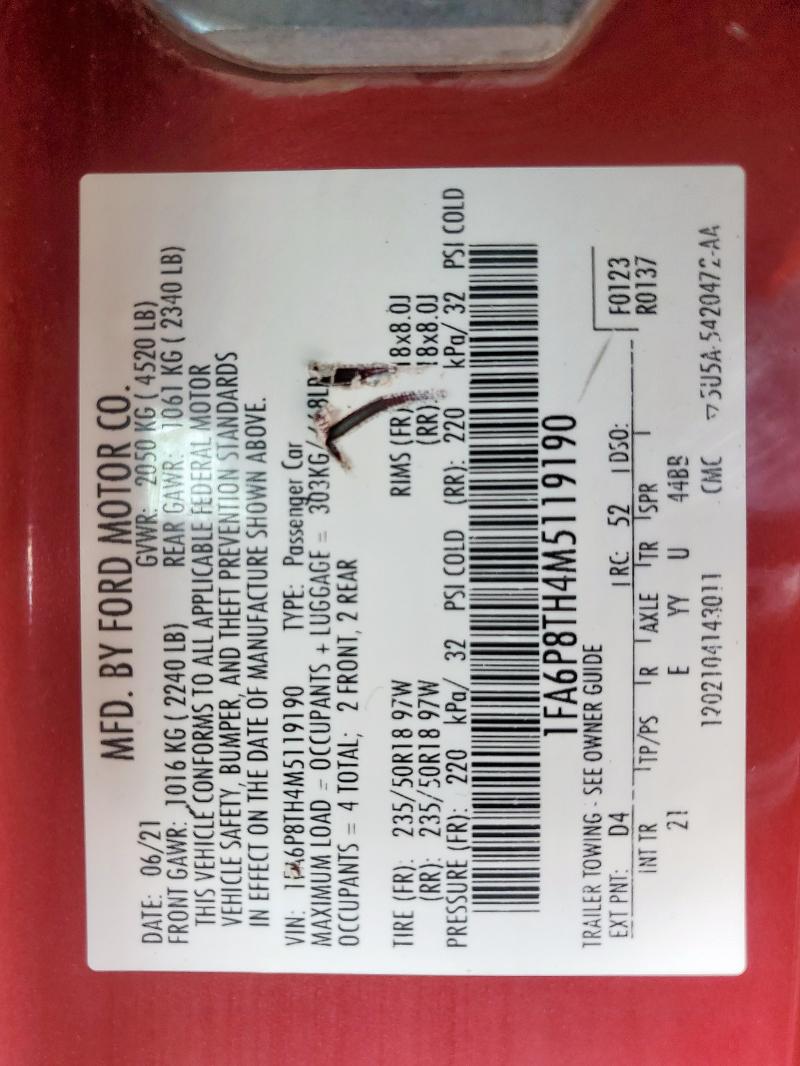 MFD. BY FORD MOTOR CO.
DATE: 06/21 GVWR: 2050 KG ( 4520 LB)
FRONT GAWR: 1016 KG ( 2240 LB) REAR GAWR: 1061 KG ( 2340 LB)
THIS VEHICLE CONFORMS TO ALL APPLICABLE FEDERAL MOTOR
VEHICLE SAFETY, BUMPER, AND THEFT PREVENTION STANDARDS
IN EFFECT ON THE DATE OF MANUFACTURE SHOWN ABOVE.
VIN: 1FA6P8TH4M5119190 TYPE: Passenger Car
MAXIMUM LOAD = OCCUPANTS + LUGGAGE = 303KG/
OCCUPANTS = 4 TOTAL; 2 FRONT, 2 REAR
TIRE (FR): 235/50R18 97W RIMS (FR) 18x8.0J
(RR): 235/50R18 97W (RR): 18x8.0J
PRESSURE (FR): 220 kPa/ 32 PSI COLD (RR): 220 kPa/ 32 PSI COLD
1FA6P8TH4M5119190
TRAILER TOWING - SEE OWNER GUIDE
F0123
R0137
EXT PNT: D4 RC: 52 DSO:
INT TR TP/PS R AXLE TR SPR
21 E YY U 44BB
1202104143011 CMC ▽5U5A-5420472-AA